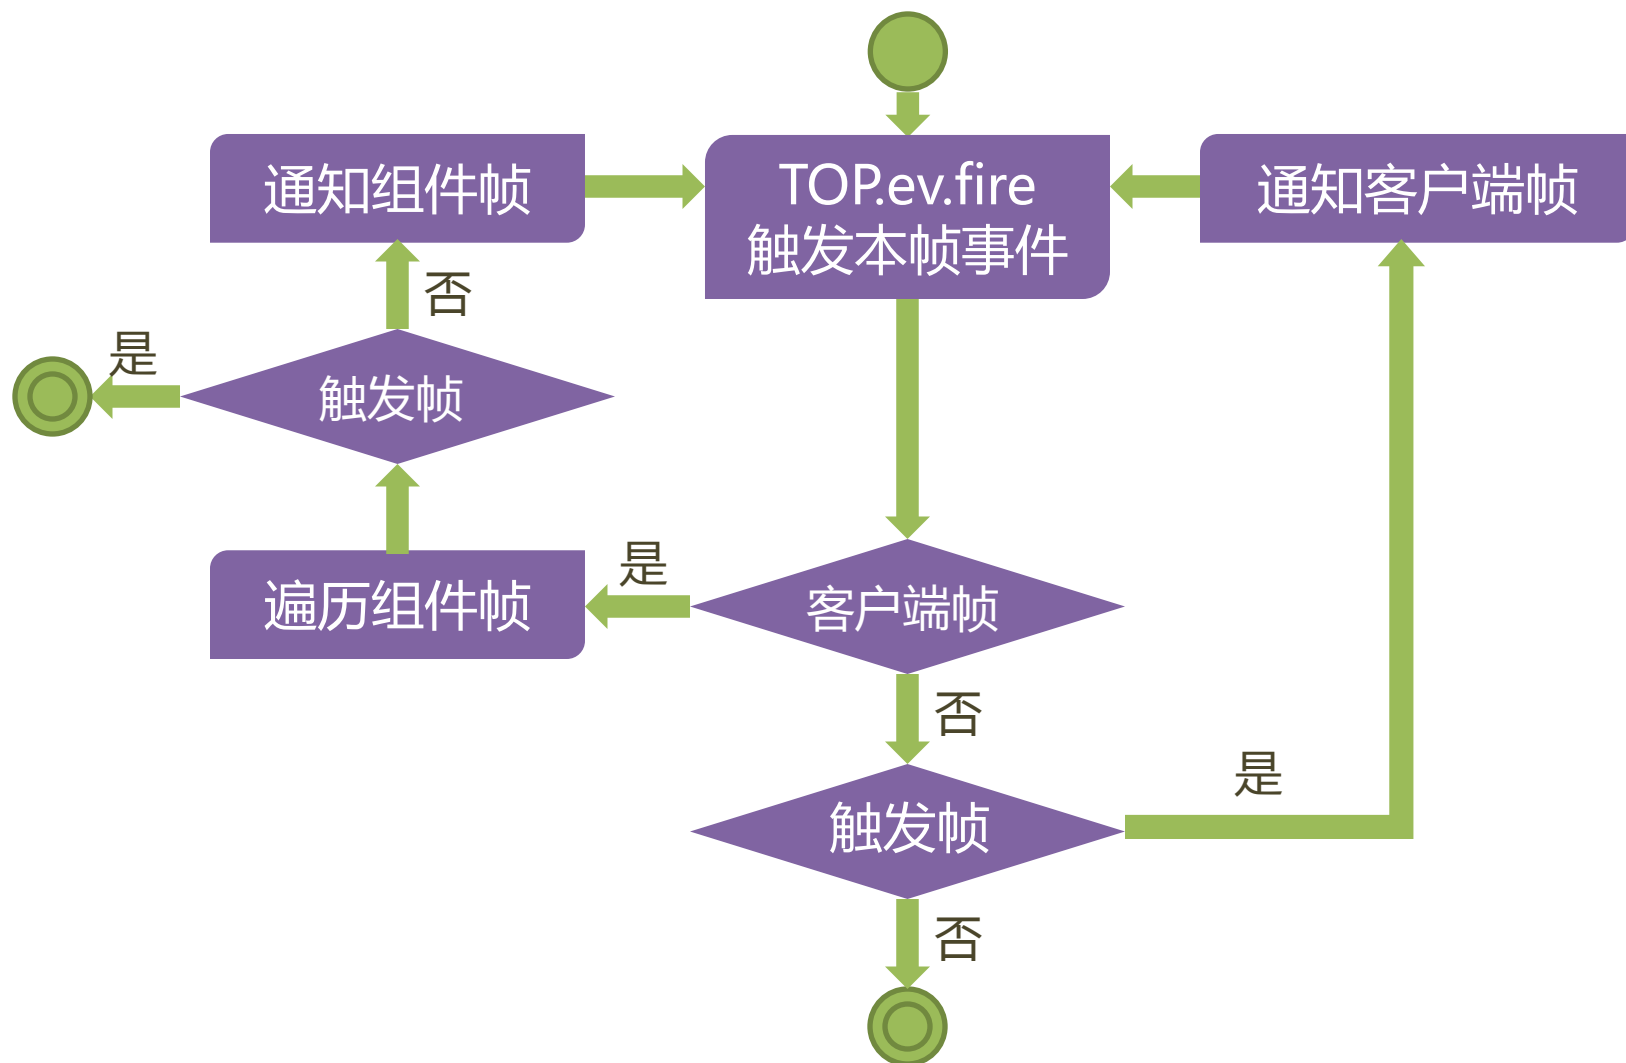 通知组件帧
TOP.ev.fire
触发本帧事件
通知客户端帧
否
是
触发帧
是
遍历组件帧
客户端帧
否
是
触发帧
否